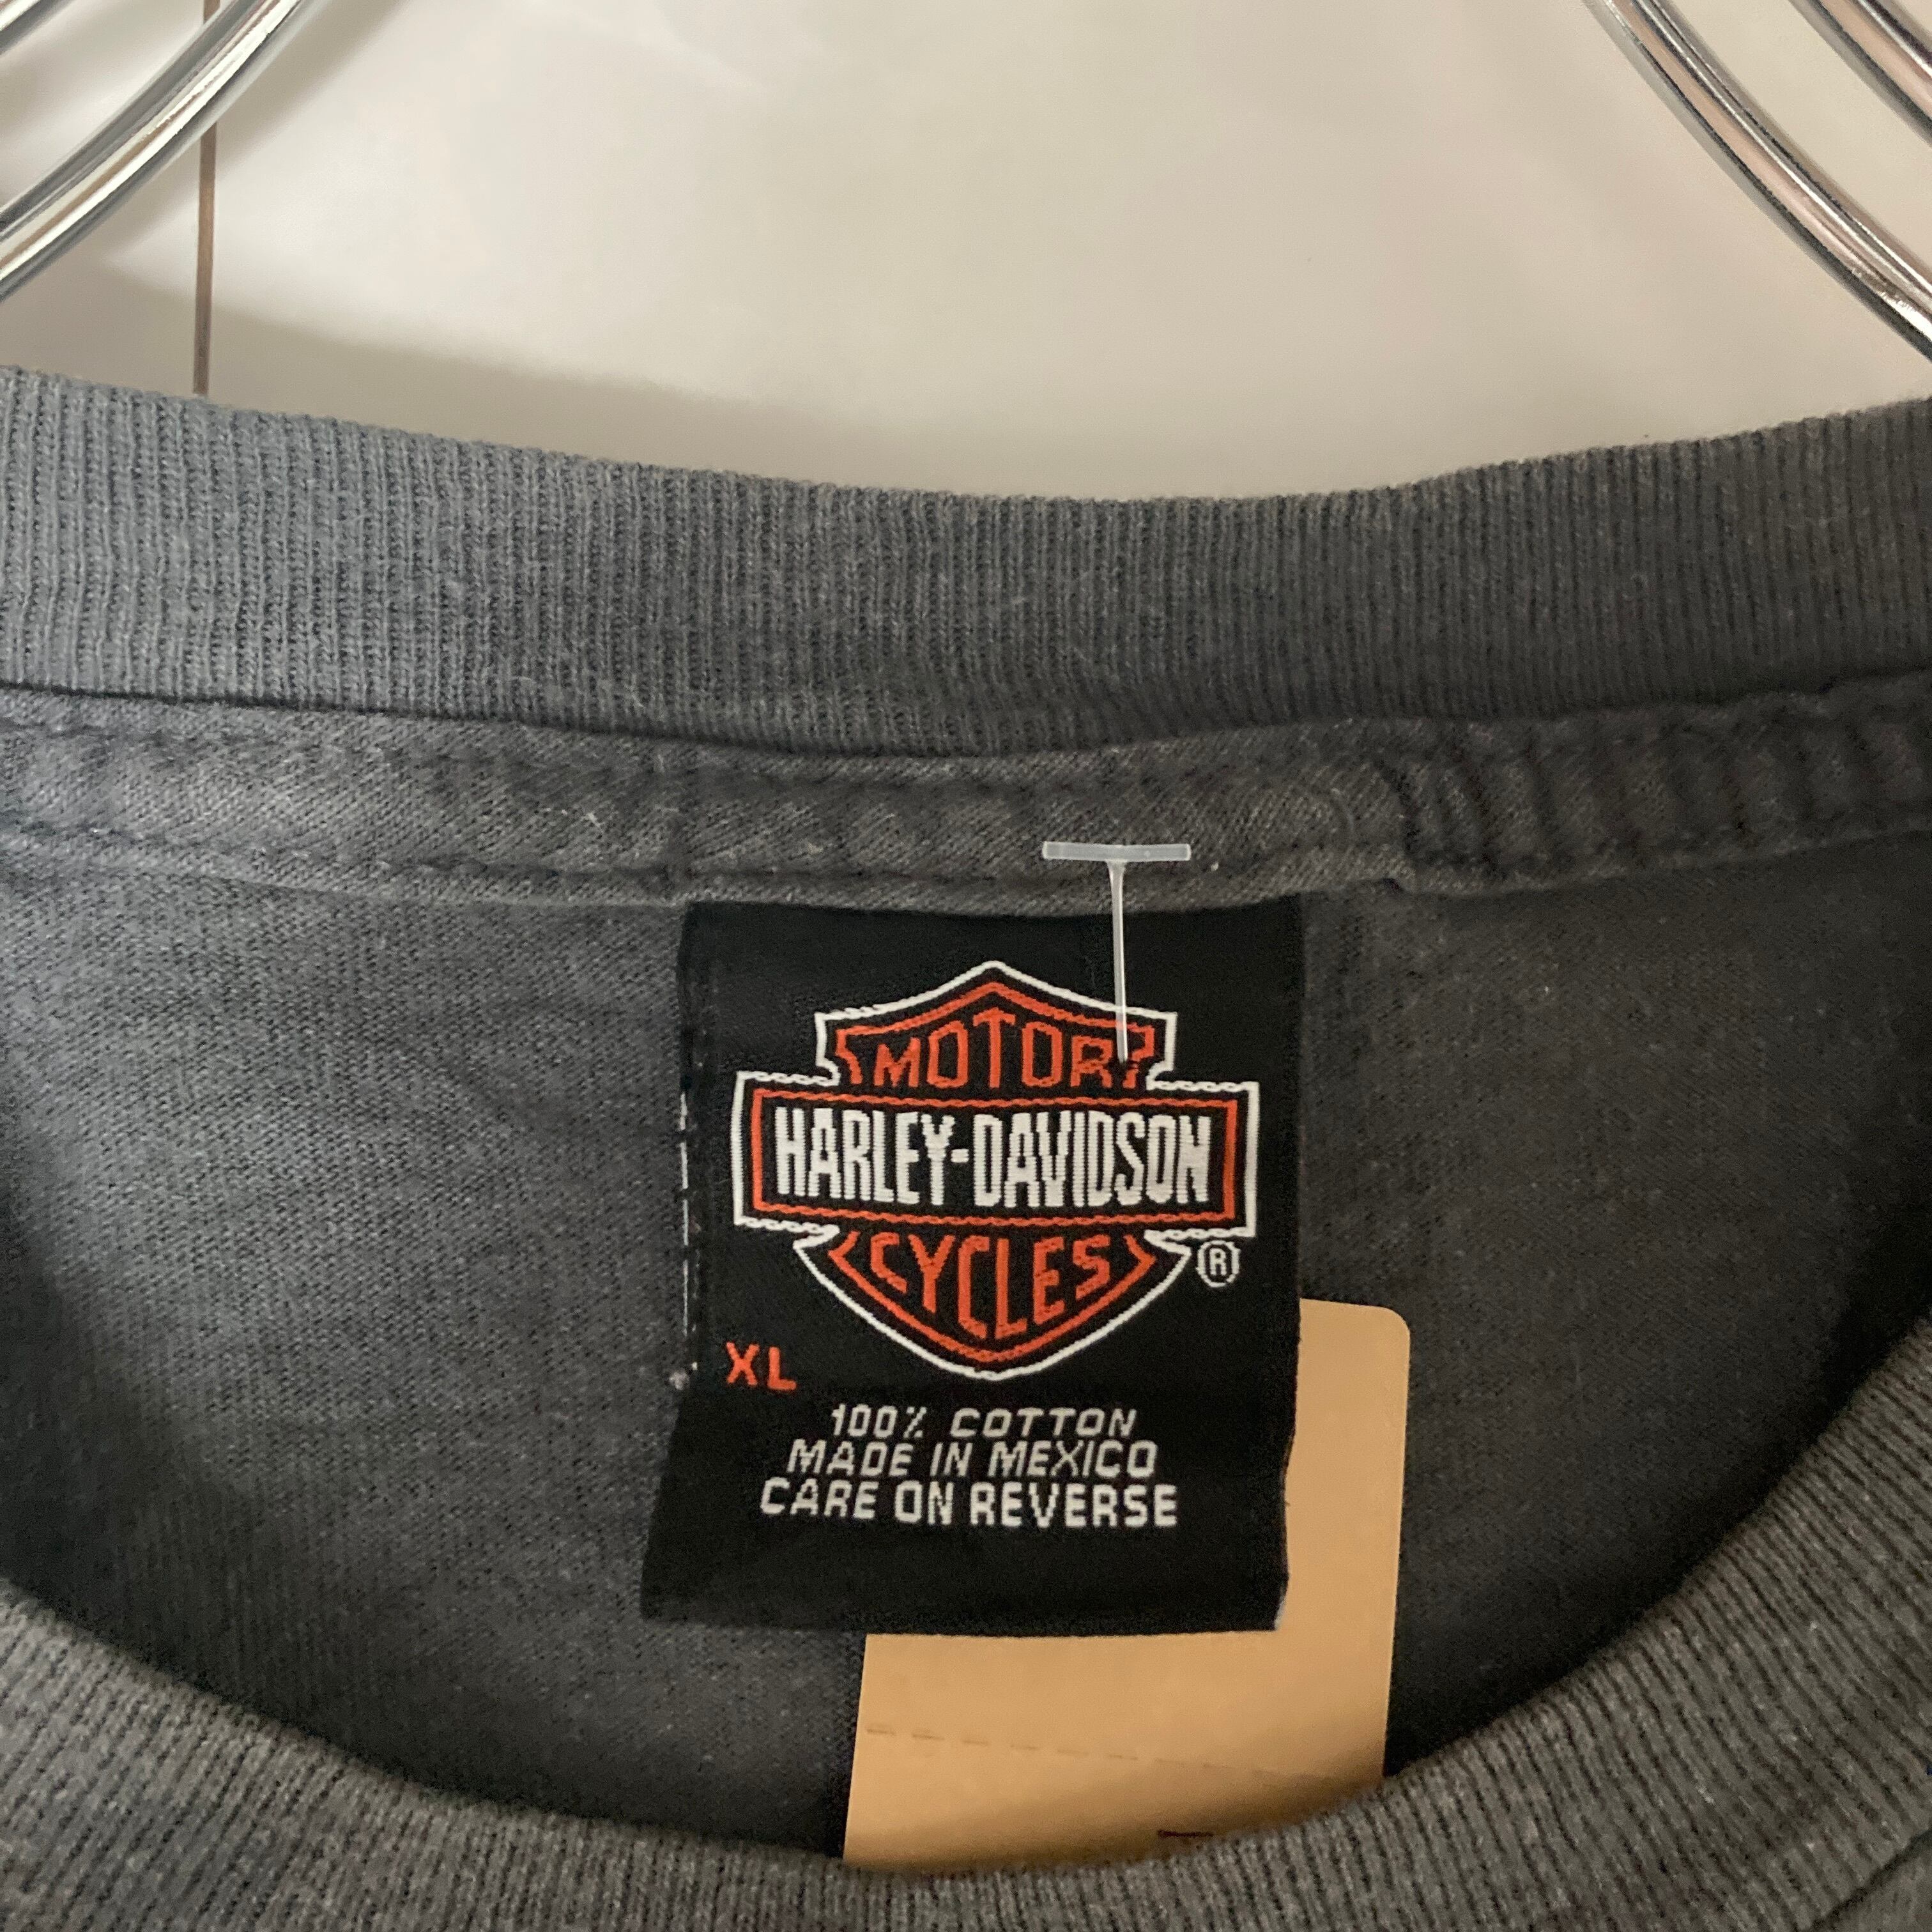 MOTOR
HARLEY-DAVIDSON
CYCLES
®
XL
100% COTTON
MADE IN MEXICO
CARE ON REVERSE